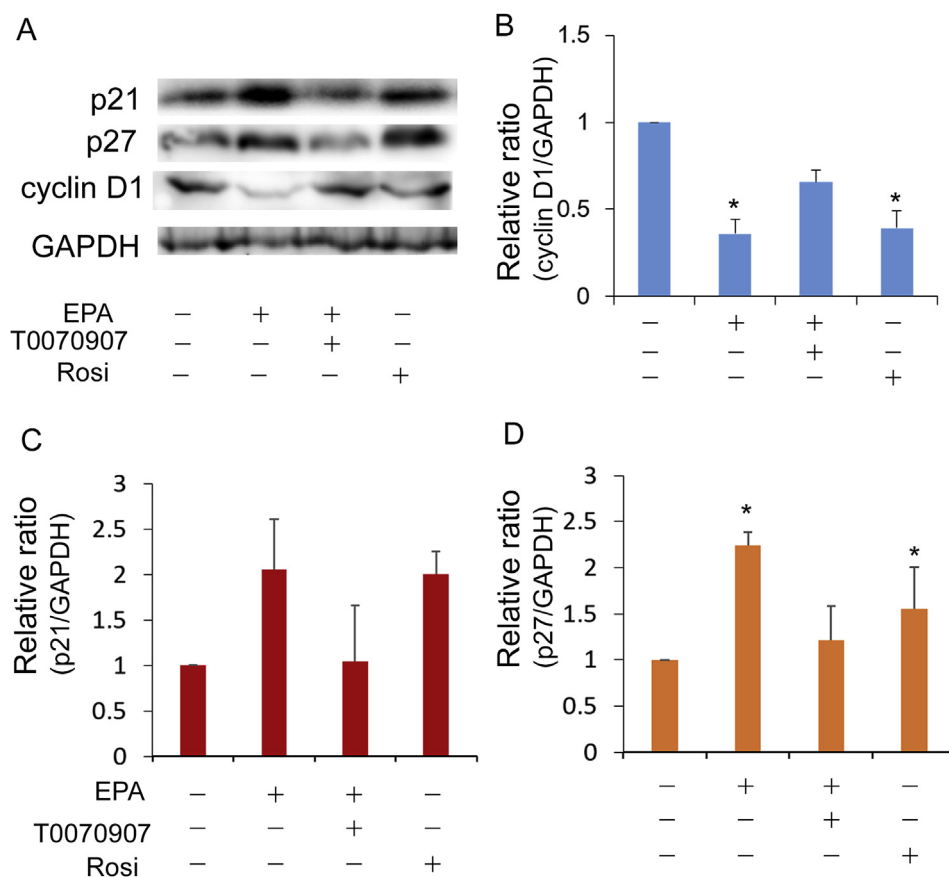 A
p21
p27
cyclin D1
GAPDH
EPA − + + −
T0070907 − − + −
Rosi − − − +
B
Relative ratio
(cyclin D1/GAPDH)
1.5
1
0.5
0
* *
− + + −
− − + −
− − − +
C
Relative ratio
(p21/GAPDH)
3
2.5
2
1.5
1
0.5
0
EPA − + + −
T0070907 − − + −
Rosi − − − +
D
Relative ratio
(p27/GAPDH)
3
2.5
2
1.5
1
0.5
0
* *
− + + −
− − + −
− − − +